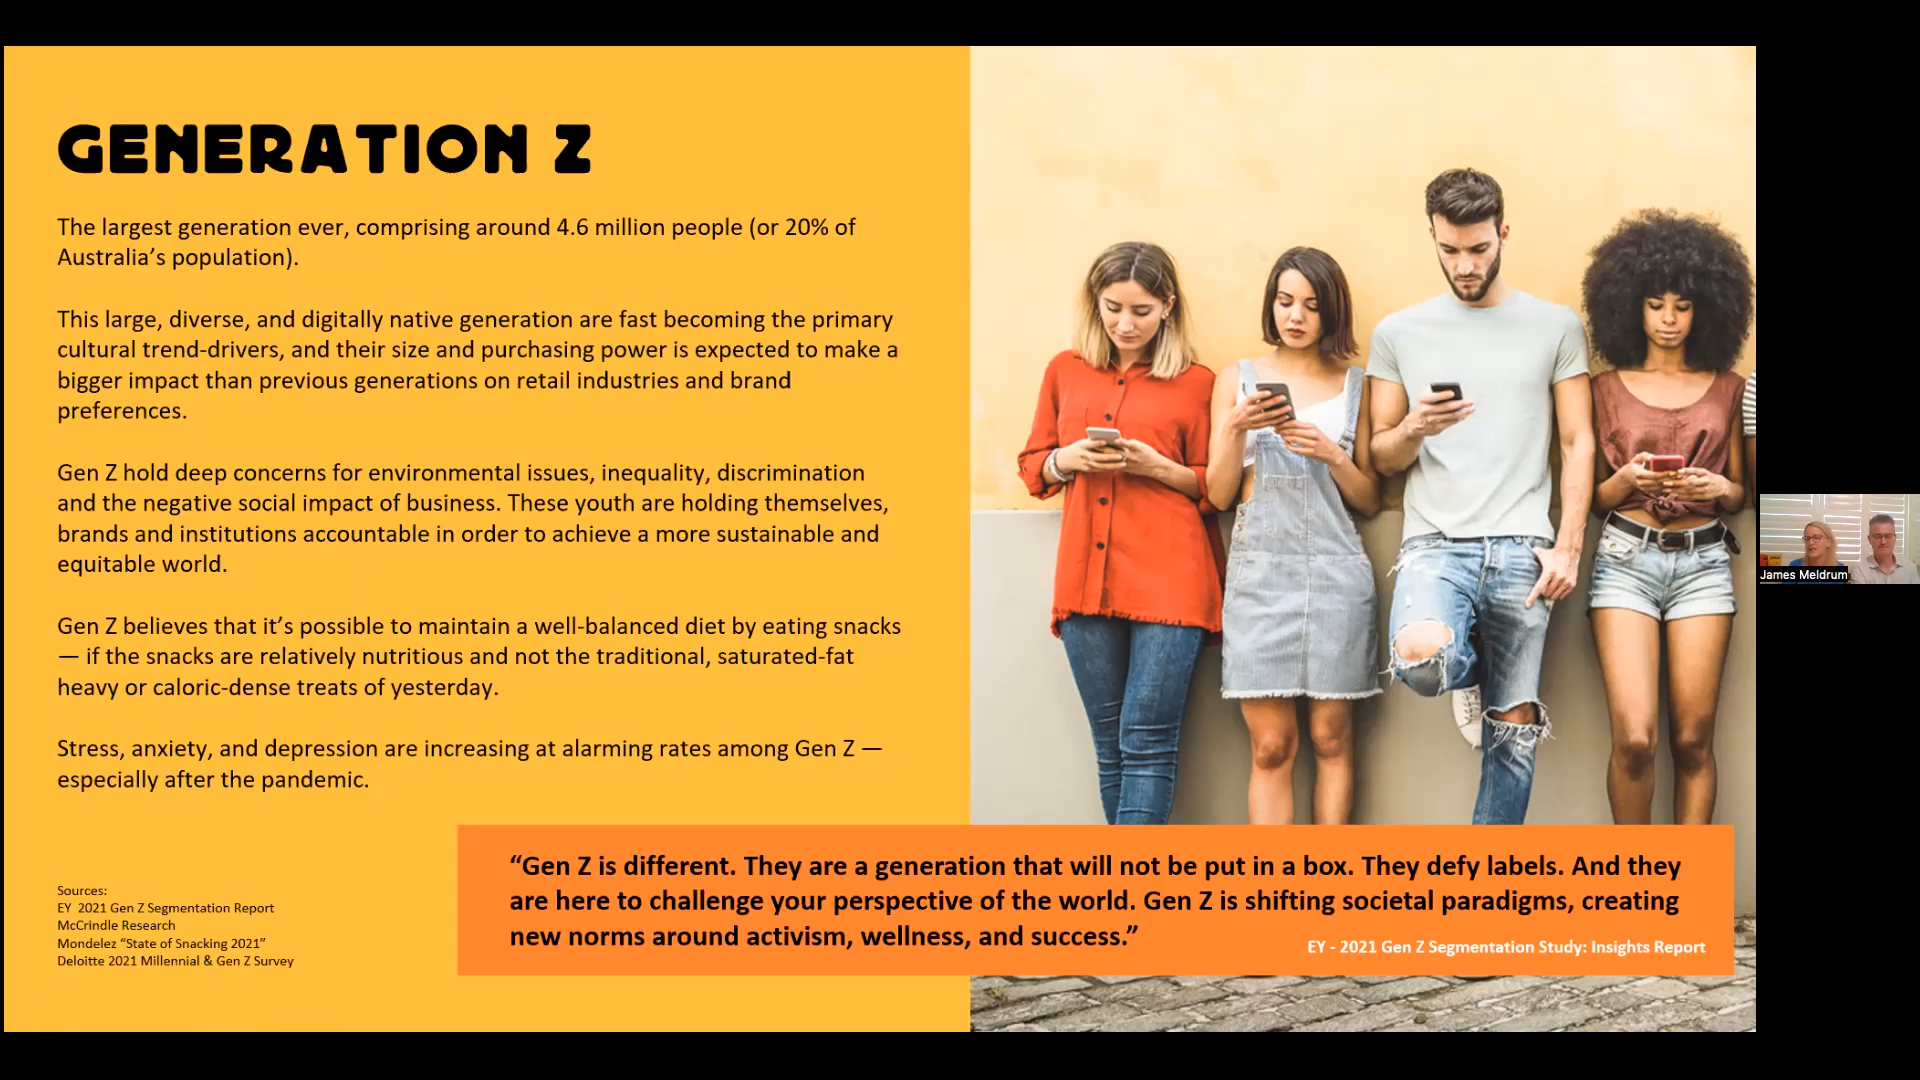 GENERATION Z
The largest generation ever, comprising around 4.6 million people (or 20% of
Australia’s population).
This large, diverse, and digitally native generation are fast becoming the primary
cultural trend-drivers, and their size and purchasing power is expected to make a
bigger impact than previous generations on retail industries and brand
preferences.
Gen Z hold deep concerns for environmental issues, inequality, discrimination
and the negative social impact of business. These youth are holding themselves,
brands and institutions accountable in order to achieve a more sustainable and
equitable world.
Gen Z believes that it’s possible to maintain a well-balanced diet by eating snacks
— if the snacks are relatively nutritious and not the traditional, saturated-fat
heavy or caloric-dense treats of yesterday.
Stress, anxiety, and depression are increasing at alarming rates among Gen Z —
especially after the pandemic.
Sources:
EY 2021 Gen Z Segmentation Report
McCrindle Research
Mondelez “State of Snacking 2021”
Deloitte 2021 Millennial & Gen Z Survey
“Gen Z is different. They are a generation that will not be put in a box. They defy labels. And they
are here to challenge your perspective of the world. Gen Z is shifting societal paradigms, creating
new norms around activism, wellness, and success.”
EY - 2021 Gen Z Segmentation Study: Insights Report
James Meldrum